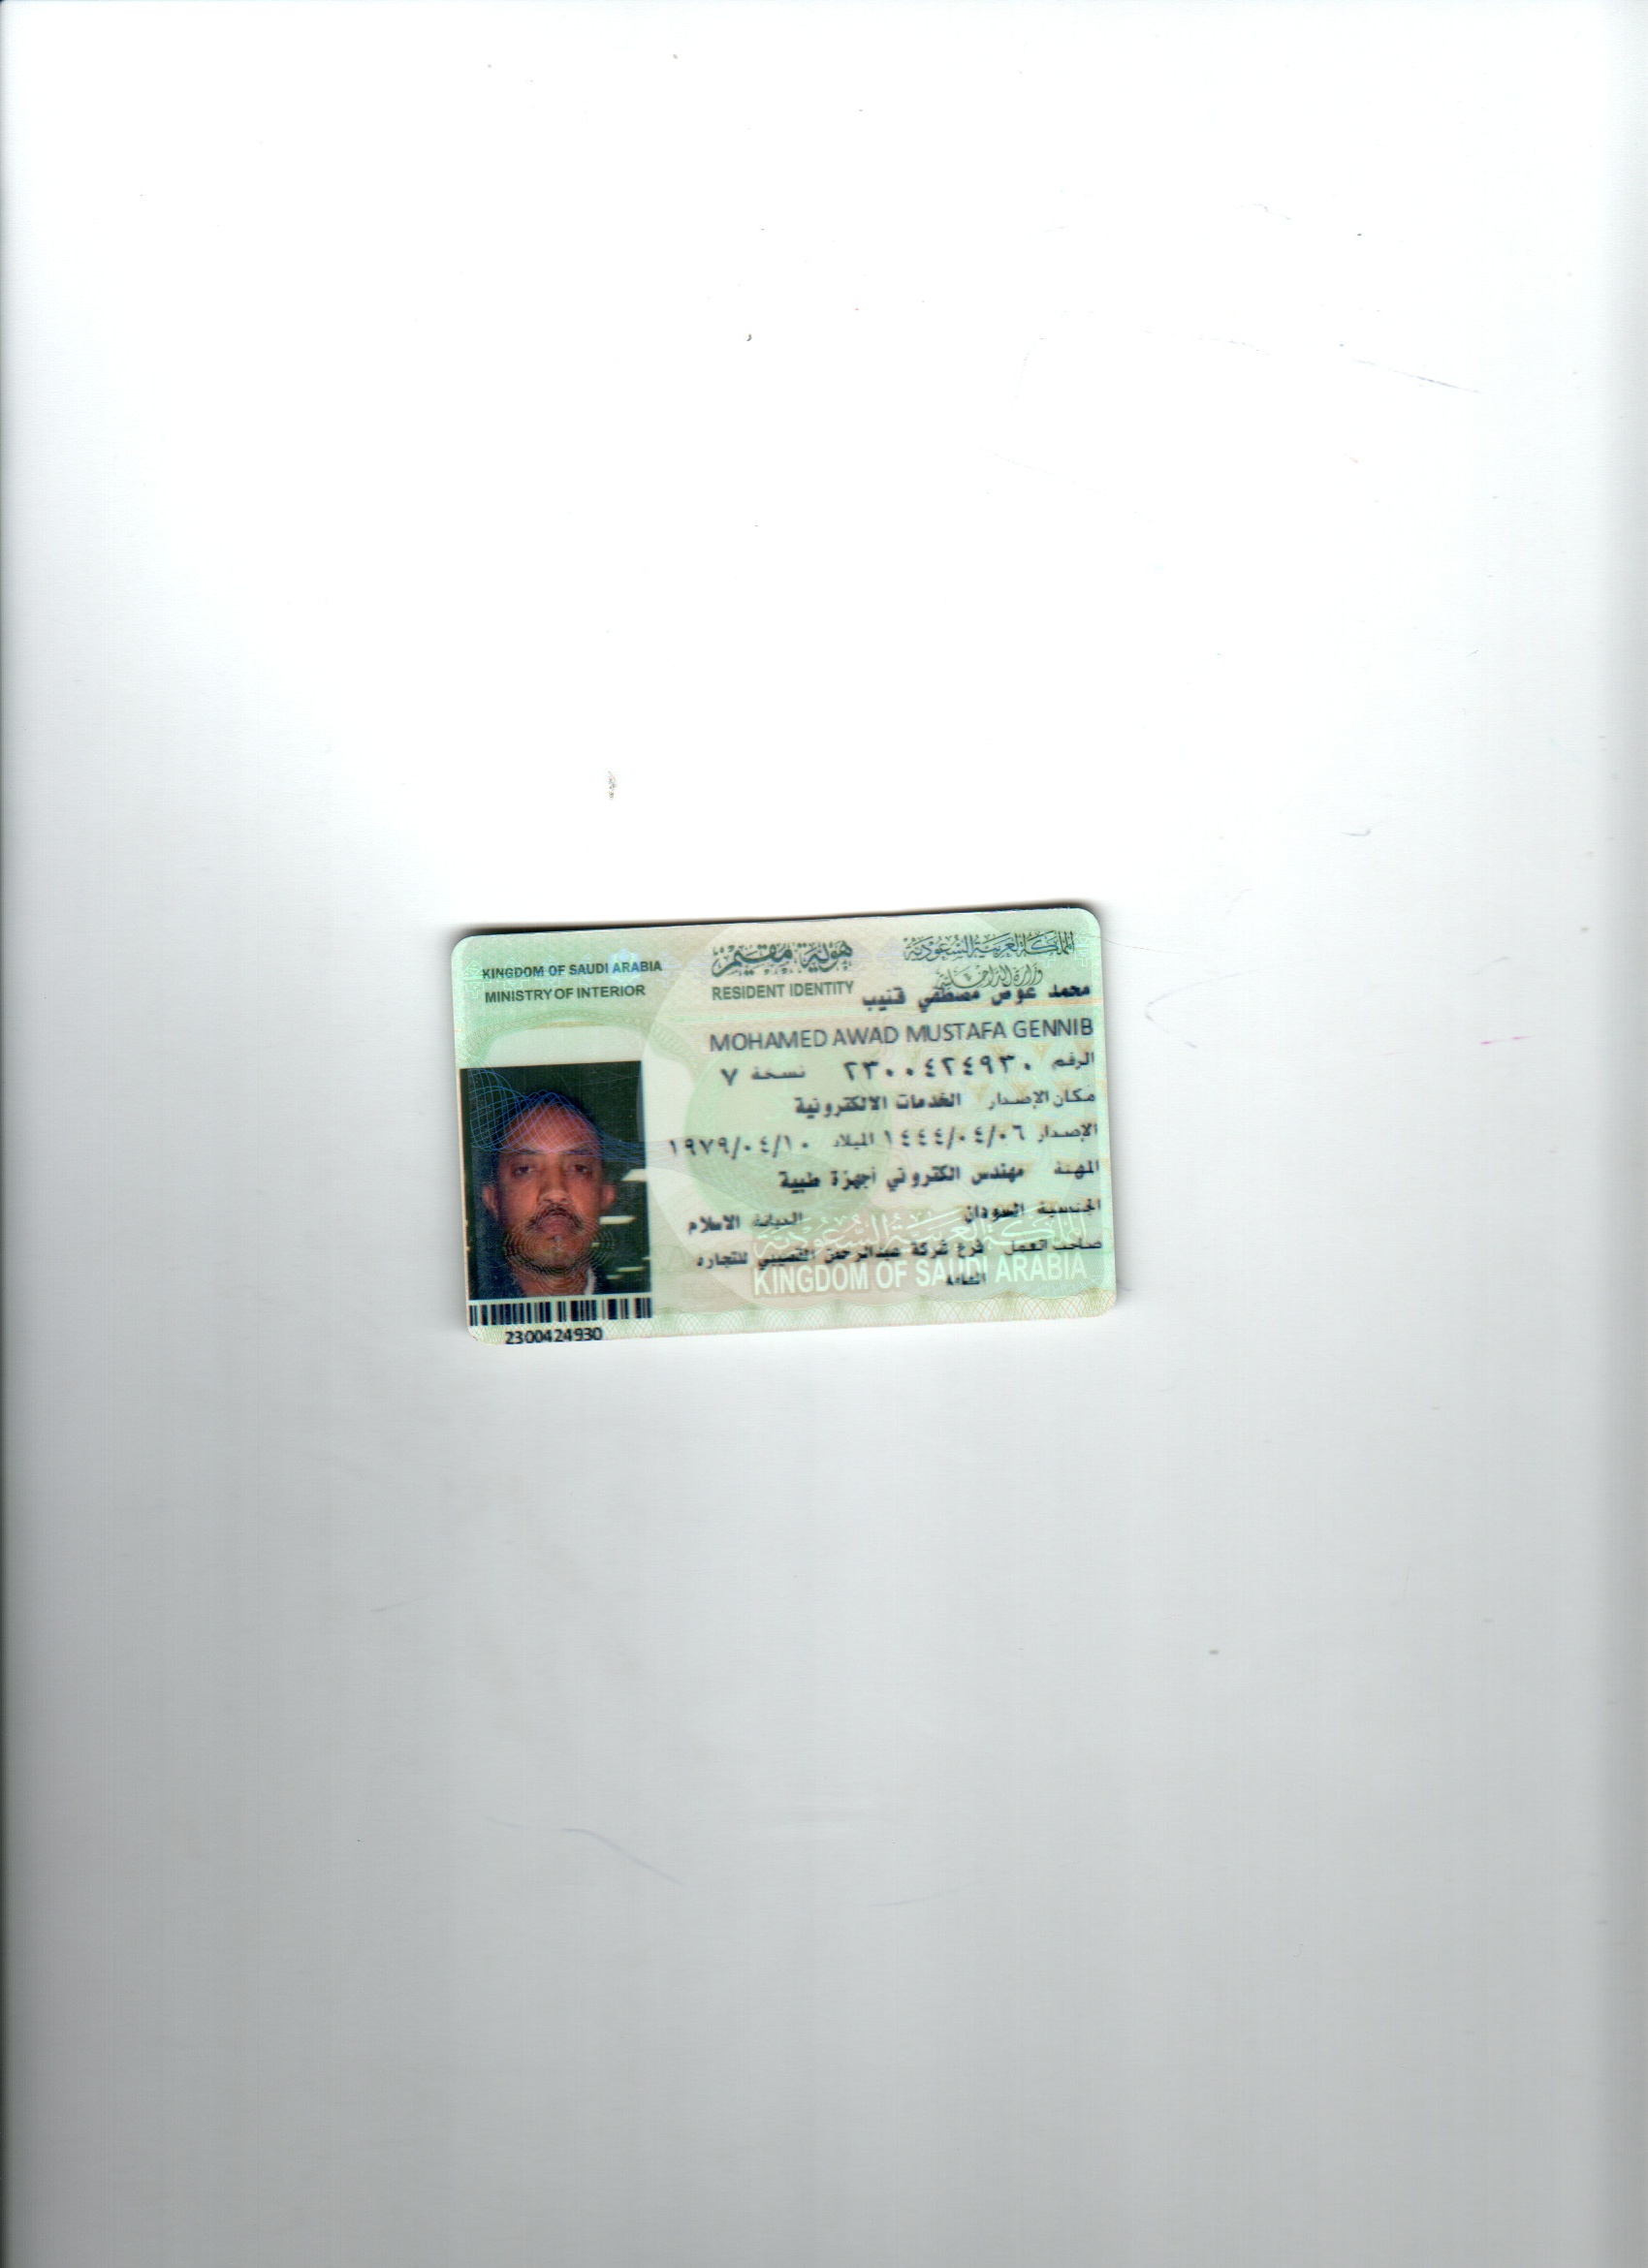 المملكة العربية السعودية
وزارة الداخلية
هوية مقيم
RESIDENT IDENTITY
KINGDOM OF SAUDI ARABIA
MINISTRY OF INTERIOR
محمد عوض مصطفي قنيب
MOHAMED AWAD MUSTAFA GENNIB
الرقم ٢٣٠٠٤٢٤٩٣٠ نسخة ٧
مكان الإصدار الخدمات الالكترونية
الإصدار ١٤٤٤/٠٤/٠٦ الميلاد ١٩٧٩/٠٤/١٠
المهنة مهندس الكتروني أجهزة طبية
الجنسية السودان الديانة الاسلام
صاحب العمل فرع شركة عبدالرحمن القصيبي للتجاره
العامه
المملكة العربية السعودية
KINGDOM OF SAUDI ARABIA
2300424930